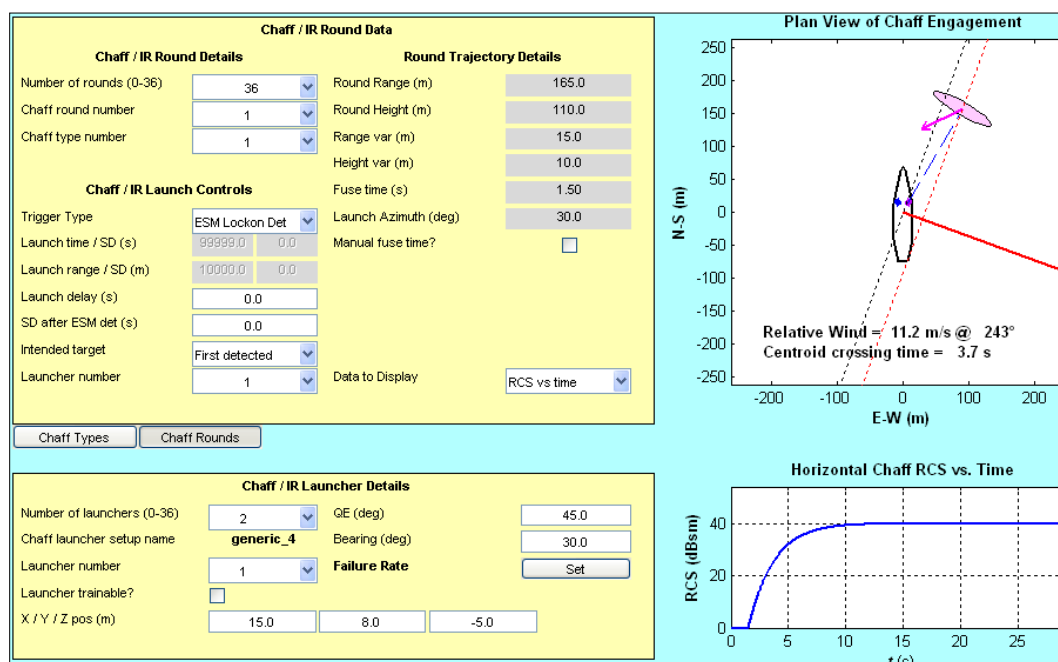 Chaff / IR Round Data
Chaff / IR Round Details
Number of rounds (0-36) 36
Chaff round number 1
Chaff type number 1
Chaff / IR Launch Controls
Trigger Type ESM Lockon Det
Launch time / SD (s) 99999.0 0.0
Launch range / SD (m) 10000.0 0.0
Launch delay (s) 0.0
SD after ESM det (s) 0.0
Intended target First detected
Launcher number 1
Round Trajectory Details
Round Range (m) 165.0
Round Height (m) 110.0
Range var (m) 15.0
Height var (m) 10.0
Fuse time (s) 1.50
Launch Azimuth (deg) 30.0
Manual fuse time?
Data to Display RCS vs time
Chaff Types Chaff Rounds
Chaff / IR Launcher Details
Number of launchers (0-36) 2
Chaff launcher setup name generic_4
Launcher number 1
Launcher trainable?
X / Y / Z pos (m) 15.0 8.0 -5.0
QE (deg) 45.0
Bearing (deg) 30.0
Failure Rate Set
Plan View of Chaff Engagement
250
200
150
100
50
0
-50
-100
-150
-200
-250
N-S (m)
Relative Wind = 11.2 m/s @ 243°
Centroid crossing time = 3.7 s
-200 -100 0 100 200
E-W (m)
Horizontal Chaff RCS vs. Time
RCS (dBsm)
40
20
0
0 5 10 15 20 25
t (s)